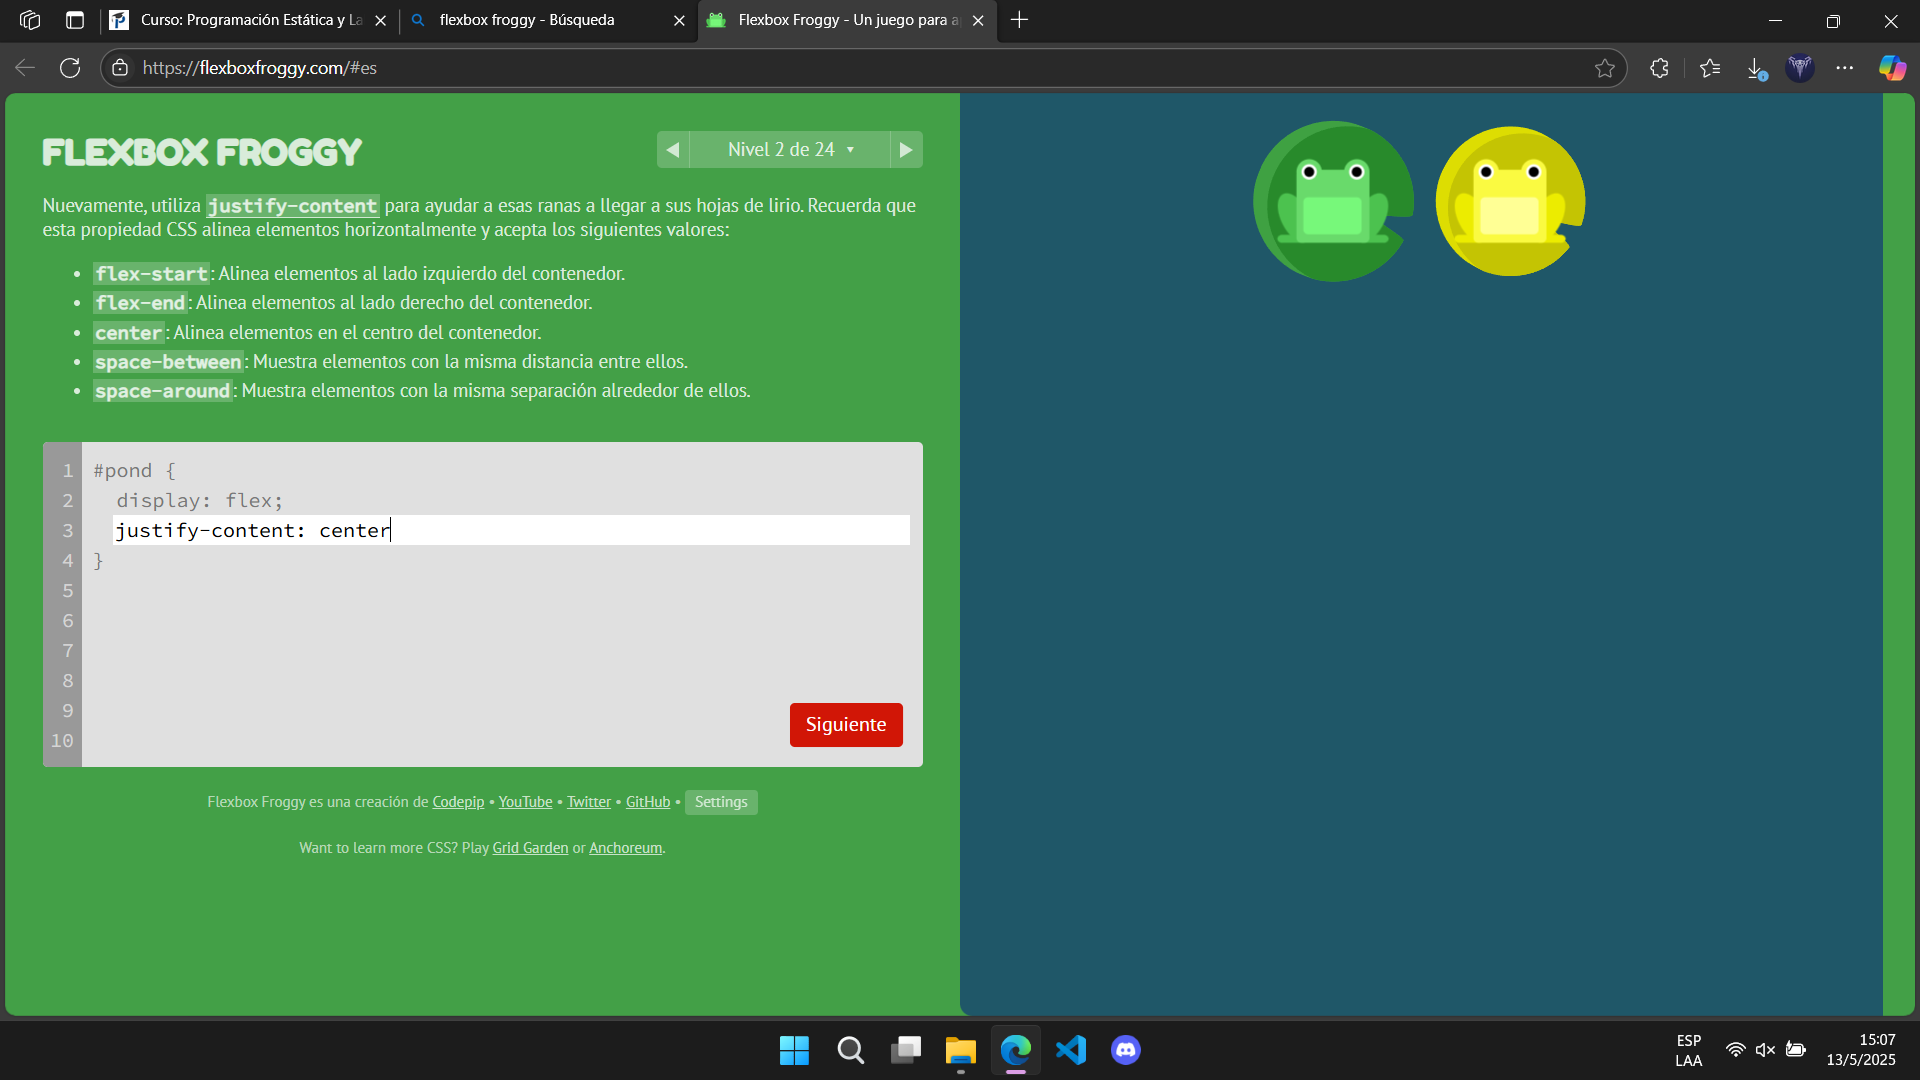 Curso: Programación Estática y La
flexbox froggy - Búsqueda
Flexbox Froggy - Un juego para a
https://flexboxfroggy.com/#es
FLEXBOX FROGGY
Nivel 2 de 24
Nuevamente, utiliza justify-content para ayudar a esas ranas a llegar a sus hojas de lirio. Recuerda que
esta propiedad CSS alinea elementos horizontalmente y acepta los siguientes valores:
• flex-start: Alinea elementos al lado izquierdo del contenedor.
• flex-end: Alinea elementos al lado derecho del contenedor.
• center: Alinea elementos en el centro del contenedor.
• space-between: Muestra elementos con la misma distancia entre ellos.
• space-around: Muestra elementos con la misma separación alrededor de ellos.
1 #pond {
2 display: flex;
3 justify-content: center
4 }
5
6
7
8
9
10
Siguiente
Flexbox Froggy es una creación de Codepip • YouTube • Twitter • GitHub • Settings
Want to learn more CSS? Play Grid Garden or Anchoreum.
ESP
LAA
15:07
13/5/2025